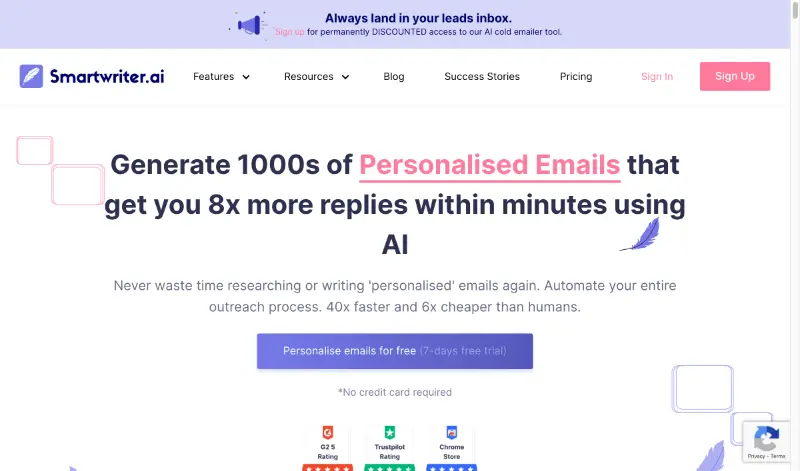 Always land in your leads inbox.
Sign up for permanently DISCOUNTED access to our AI cold emailer tool.
Smartwriter.ai
Features
Resources
Blog
Success Stories
Pricing
Sign In
Sign Up
Generate 1000s of Personalised Emails that
get you 8x more replies within minutes using
AI
Never waste time researching or writing 'personalised' emails again. Automate your entire
outreach process. 40x faster and 6x cheaper than humans.
Personalise emails for free (7-days free trial)
*No credit card required
G2 5
Rating
Trustpilot
Rating
Chrome
Store
Privacy - Terms